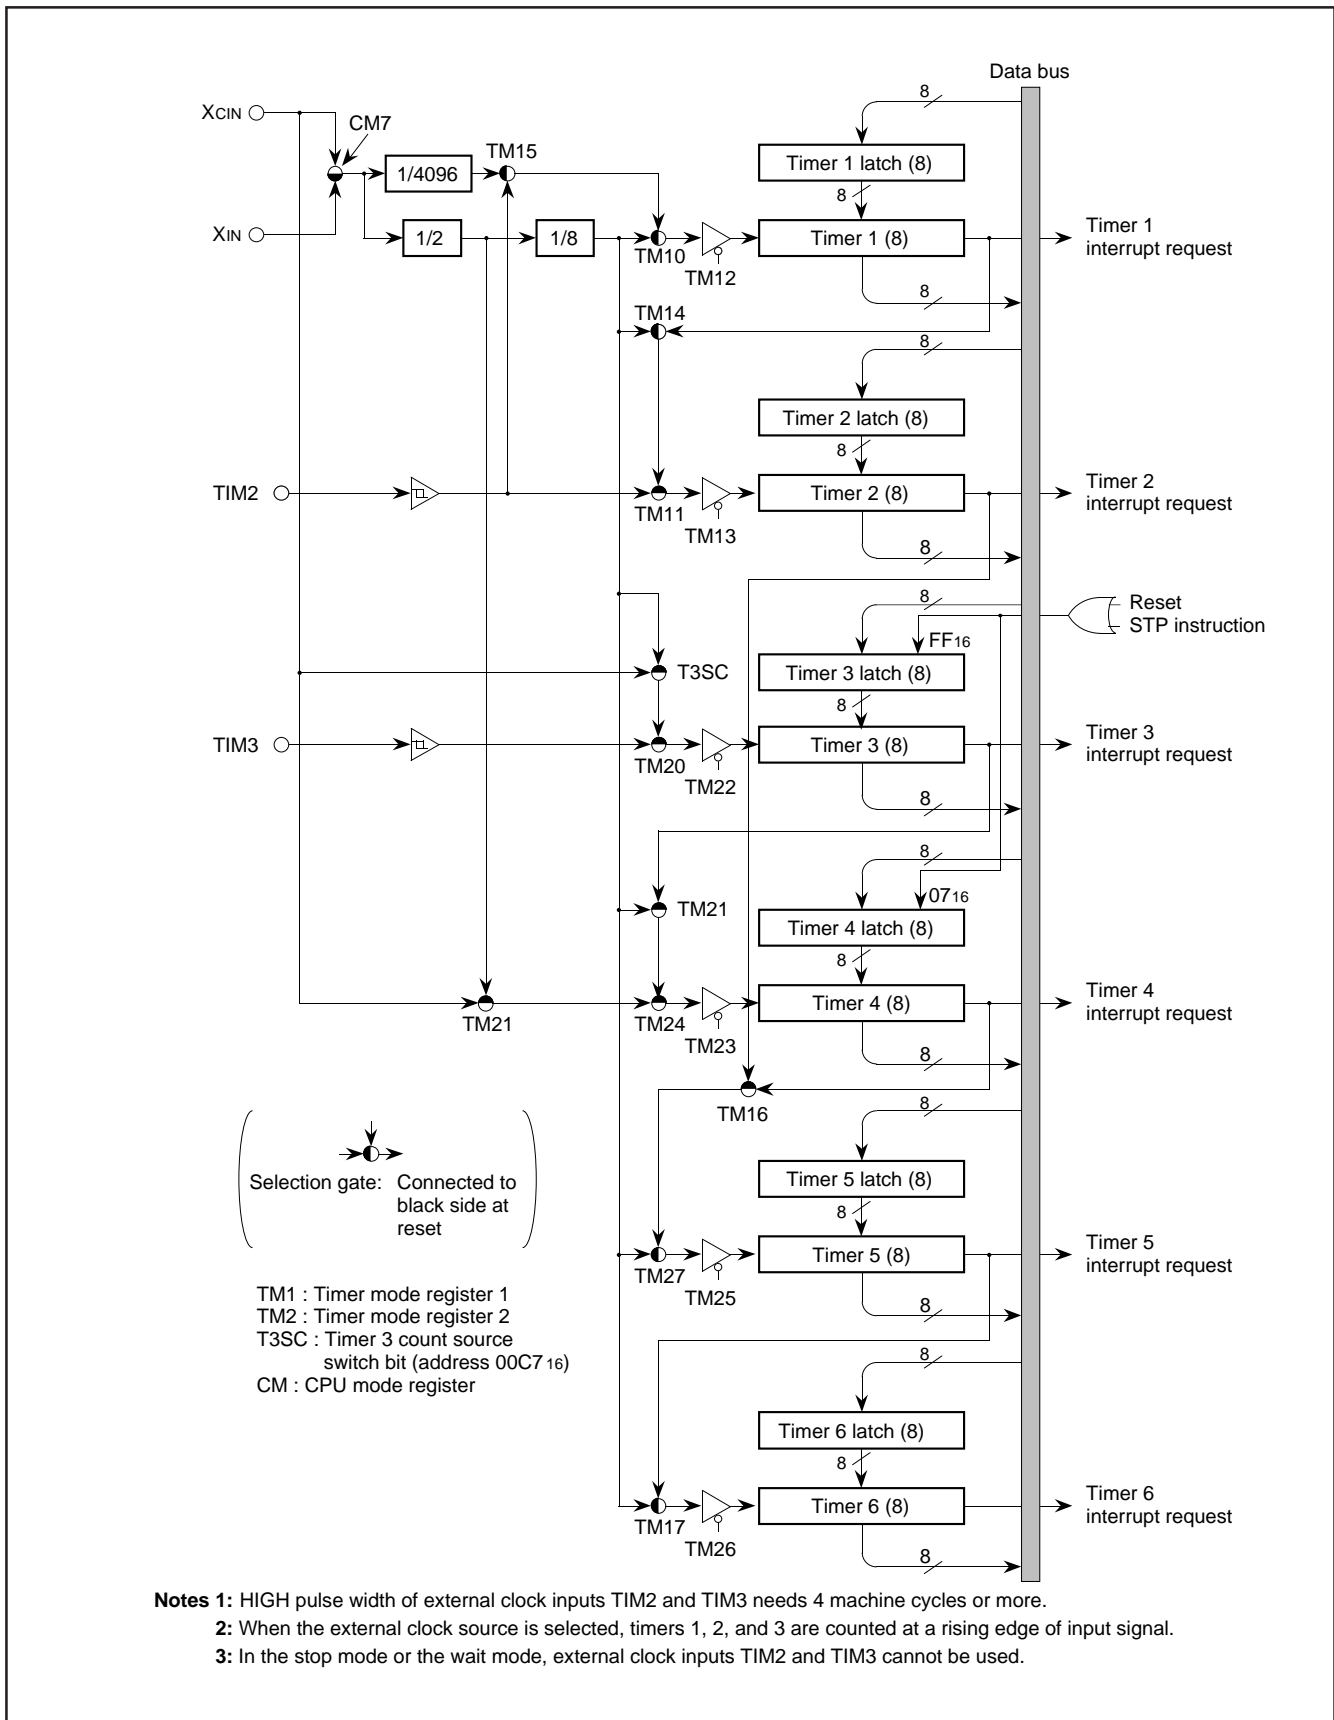 Data bus
XCIN
CM7
TM15
8
1/4096
Timer 1 latch (8)
8
XIN
1/2
1/8
TM10
TM12
Timer 1 (8)
Timer 1
interrupt request
8
TM14
8
Timer 2 latch (8)
8
TIM2
TM11
TM13
Timer 2 (8)
Timer 2
interrupt request
8
8
Reset
STP instruction
FF16
T3SC
Timer 3 latch (8)
8
TIM3
TM20
TM22
Timer 3 (8)
Timer 3
interrupt request
8
8
0716
TM21
Timer 4 latch (8)
8
TM21
TM24
TM23
Timer 4 (8)
Timer 4
interrupt request
8
TM16
8
Selection gate: Connected to
black side at
reset
Timer 5 latch (8)
8
TM27
TM25
Timer 5 (8)
Timer 5
interrupt request
8
TM1 : Timer mode register 1
TM2 : Timer mode register 2
T3SC : Timer 3 count source
switch bit (address 00C716)
CM : CPU mode register
8
Timer 6 latch (8)
8
TM17
TM26
Timer 6 (8)
Timer 6
interrupt request
8
Notes 1: HIGH pulse width of external clock inputs TIM2 and TIM3 needs 4 machine cycles or more.
2: When the external clock source is selected, timers 1, 2, and 3 are counted at a rising edge of input signal.
3: In the stop mode or the wait mode, external clock inputs TIM2 and TIM3 cannot be used.